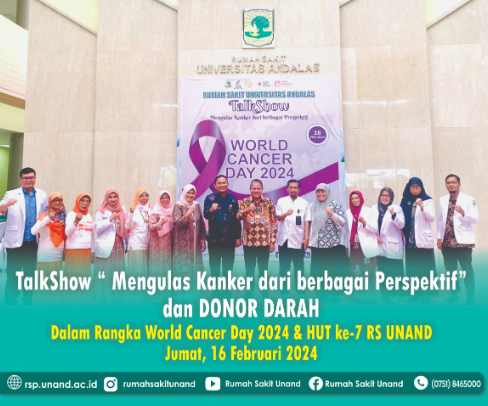 RUMAH SAKIT
UNIVERSITAS ANDALAS
RUMAH SAKIT UNIVERSITAS ANDALAS
TalkShow
Mengulas Kanker dari berbagai Perspektif
16
WORLD
CANCER
DAY 2024
TalkShow “ Mengulas Kanker dari berbagai Perspektif”
dan DONOR DARAH
Dalam Rangka World Cancer Day 2024 & HUT ke-7 RS UNAND
Jumat, 16 Februari 2024
rsp.unand.ac.id rumahsakitunand Rumah Sakit Unand Rumah Sakit Unand (0751) 8465000